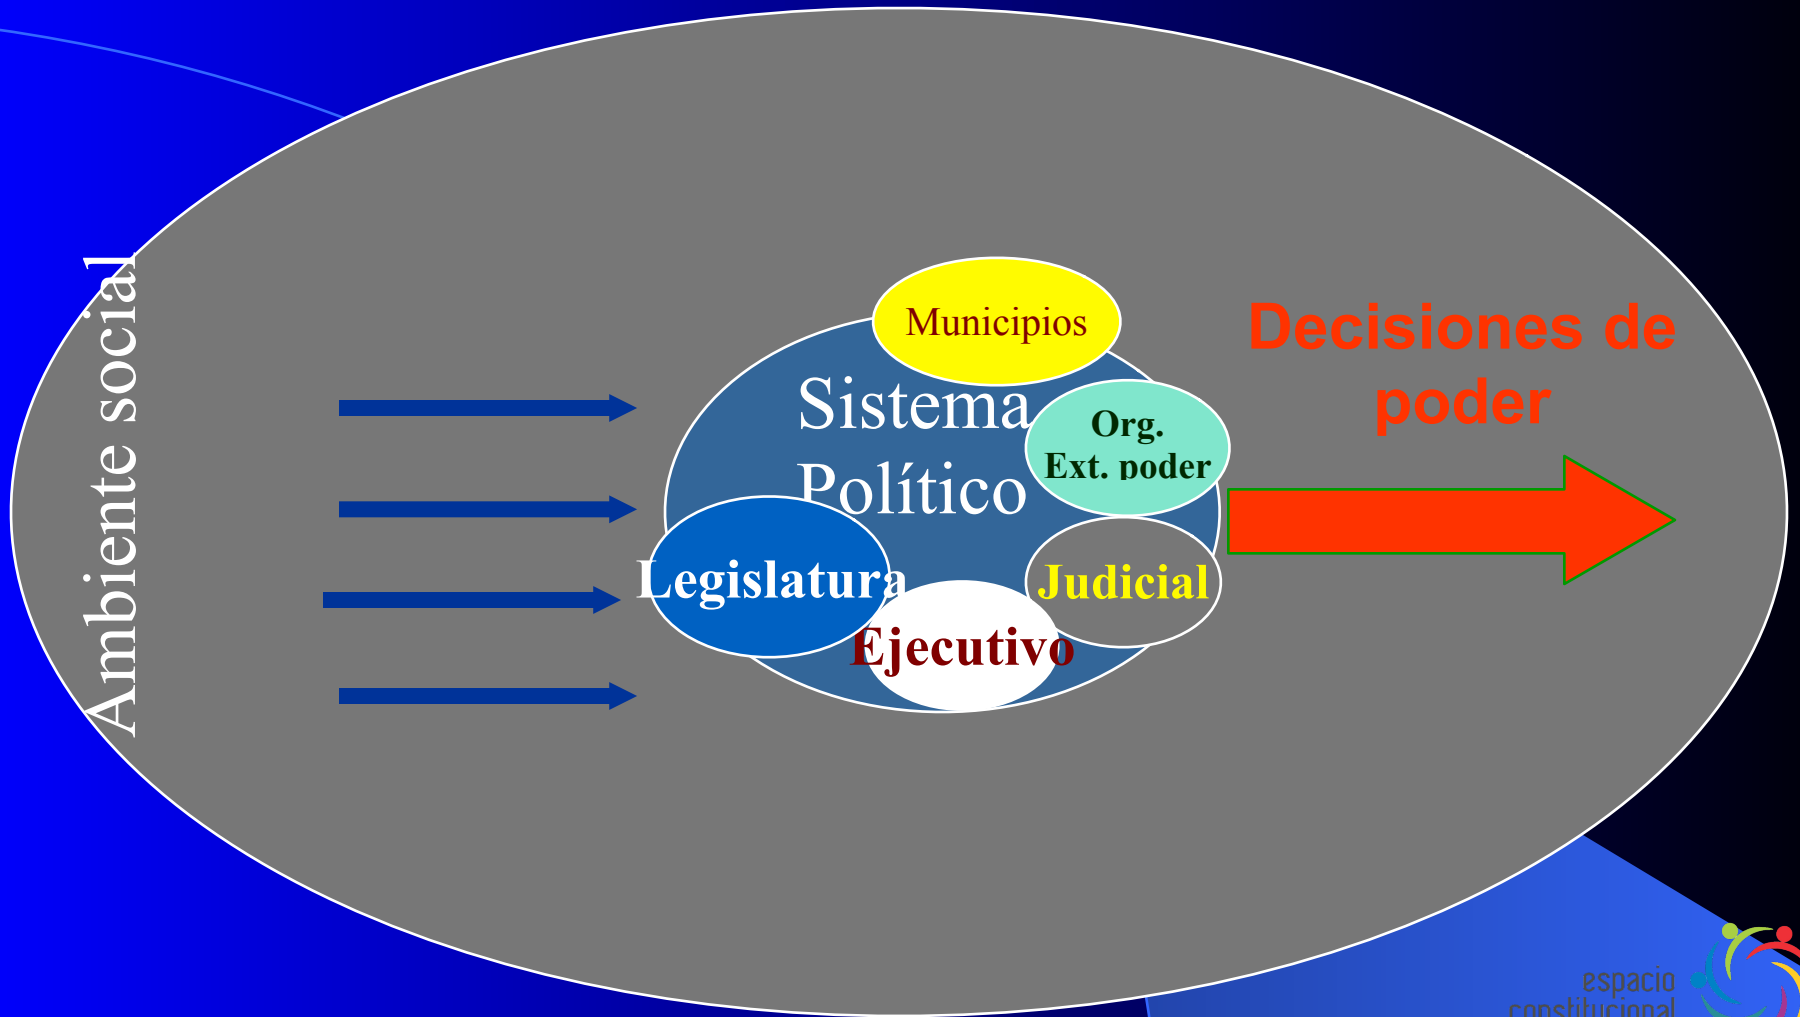 Ambiente social
Municipios
Sistema
Político
Org.
Ext. poder
Legislatura
Judicial
Ejecutivo
Decisiones de
poder
espacio
constitucional